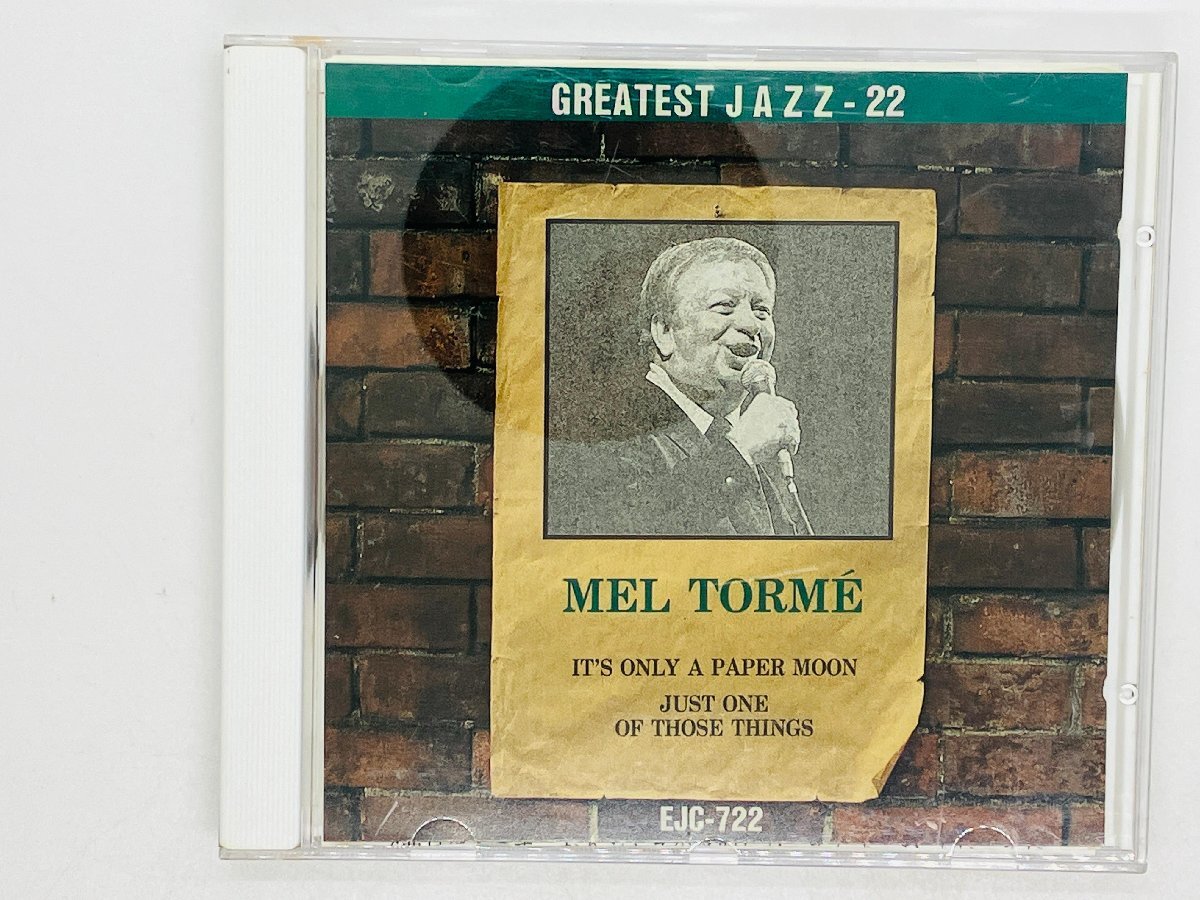 GREATEST JAZZ - 22
MEL TORMÉ
IT'S ONLY A PAPER MOON
JUST ONE
OF THOSE THINGS
EJC-722